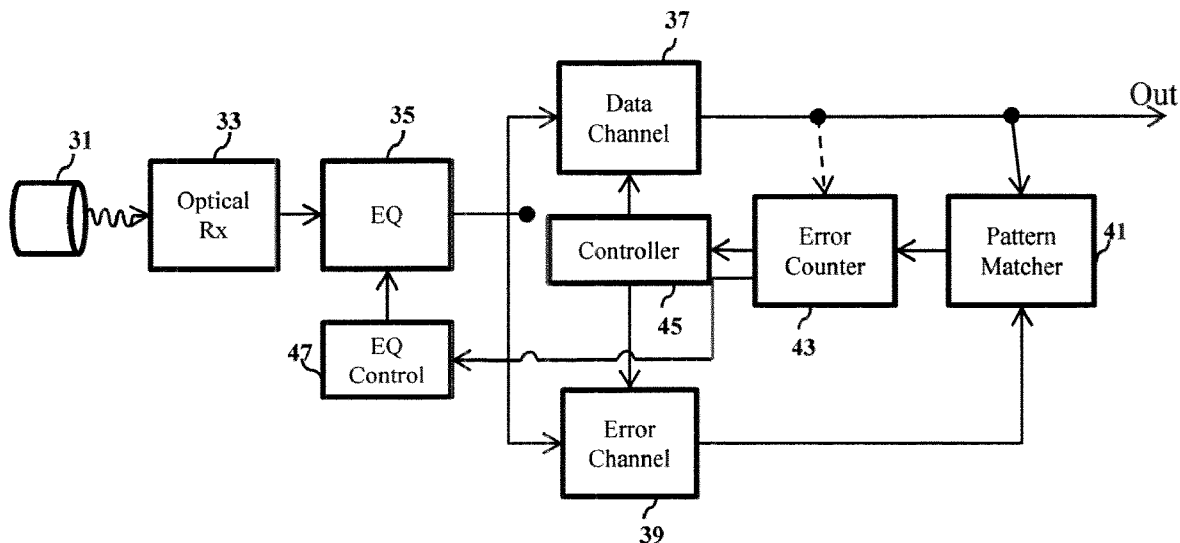 37
Data
Channel
Out
31
33
35
Optical
Rx
EQ
Controller
45
Error
Counter
43
Pattern
Matcher
41
47
EQ
Control
Error
Channel
39